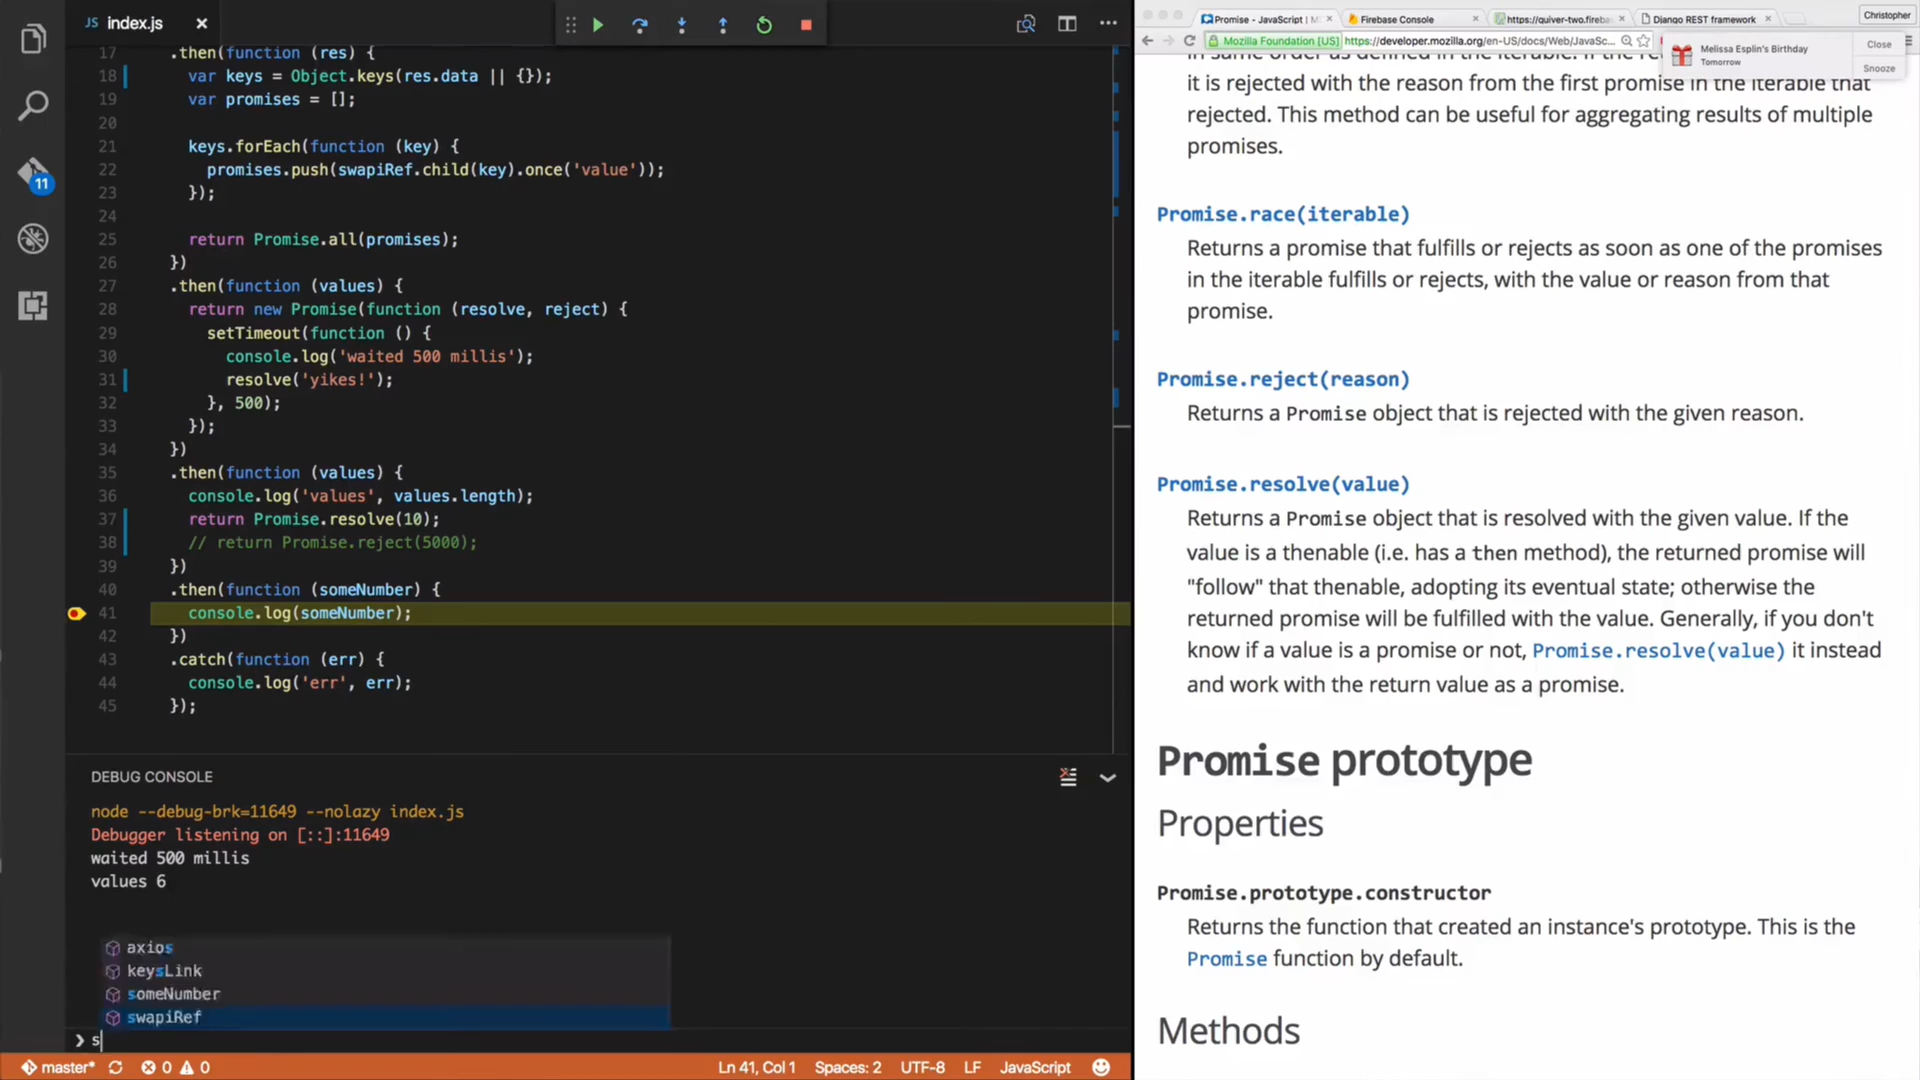 JS index.js
17 .then(function (res) {
18 var keys = Object.keys(res.data || {});
19 var promises = [];
20
21 keys.forEach(function (key) {
22 promises.push(swapiRef.child(key).once('value'));
23 });
24
25 return Promise.all(promises);
26 })
27 .then(function (values) {
28 return new Promise(function (resolve, reject) {
29 setTimeout(function () {
30 console.log('waited 500 millis');
31 resolve('yikes!');
32 }, 500);
33 });
34 })
35 .then(function (values) {
36 console.log('values', values.length);
37 return Promise.resolve(10);
38 // return Promise.reject(5000);
39 })
40 .then(function (someNumber) {
41 console.log(someNumber);
42 })
43 .catch(function (err) {
44 console.log('err', err);
45 });
11
DEBUG CONSOLE
node --debug-brk=11649 --nolazy index.js
Debugger listening on [::]:11649
waited 500 millis
values 6
axios
keysLink
someNumber
swapiRef
s
master* 0 0 Ln 41, Col 1 Spaces: 2 UTF-8 LF JavaScript
Promise - JavaScript | M Firebase Console https://quiver-two.fireba Django REST framework Christopher
Mozilla Foundation [US] https://developer.mozilla.org/en-US/docs/Web/JavaSc...
Melissa Esplin's Birthday
Tomorrow
Close
Snooze
in same order as defined in the iterable. If the re
it is rejected with the reason from the first promise in the iterable that
rejected. This method can be useful for aggregating results of multiple
promises.
Promise.race(iterable)
Returns a promise that fulfills or rejects as soon as one of the promises
in the iterable fulfills or rejects, with the value or reason from that
promise.
Promise.reject(reason)
Returns a Promise object that is rejected with the given reason.
Promise.resolve(value)
Returns a Promise object that is resolved with the given value. If the
value is a thenable (i.e. has a then method), the returned promise will
"follow" that thenable, adopting its eventual state; otherwise the
returned promise will be fulfilled with the value. Generally, if you don't
know if a value is a promise or not, Promise.resolve(value) it instead
and work with the return value as a promise.
Promise prototype
Properties
Promise.prototype.constructor
Returns the function that created an instance's prototype. This is the
Promise function by default.
Methods